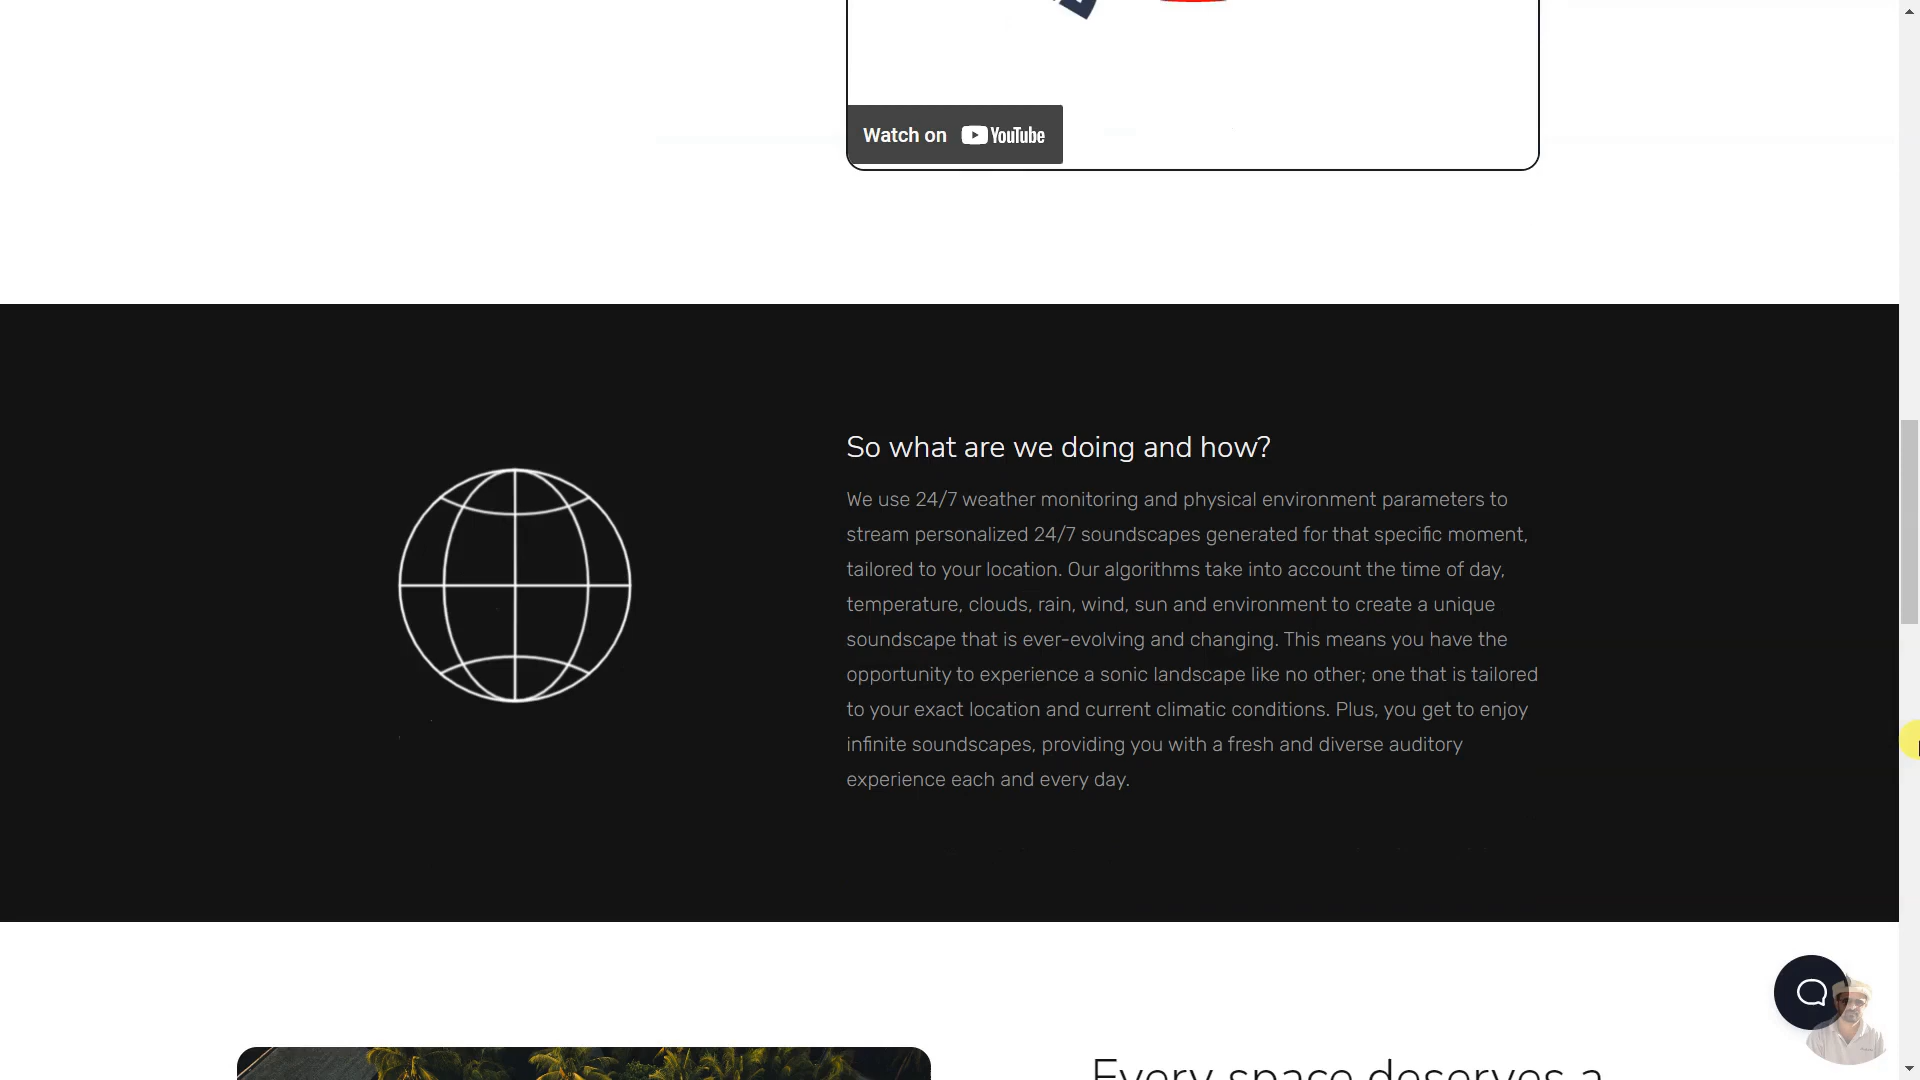 Watch on YouTube
So what are we doing and how?
We use 24/7 weather monitoring and physical environment parameters to
stream personalized 24/7 soundscapes generated for that specific moment,
tailored to your location. Our algorithms take into account the time of day,
temperature, clouds, rain, wind, sun and environment to create a unique
soundscape that is ever-evolving and changing. This means you have the
opportunity to experience a sonic landscape like no other; one that is tailored
to your exact location and current climatic conditions. Plus, you get to enjoy
infinite soundscapes, providing you with a fresh and diverse auditory
experience each and every day.
Every space deserves a